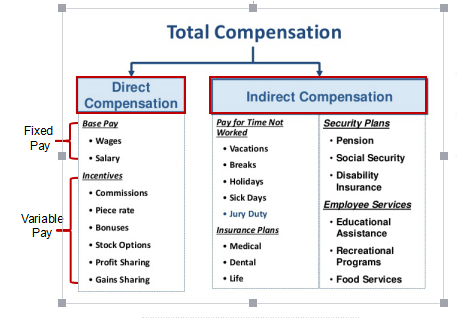 Total Compensation
Direct
Compensation
Indirect Compensation
Fixed
Pay
Base Pay
• Wages
• Salary
Variable
Pay
Incentives
• Commissions
• Piece rate
• Bonuses
• Stock Options
• Profit Sharing
• Gains Sharing
Pay for Time Not
Worked
• Vacations
• Breaks
• Holidays
• Sick Days
• Jury Duty
Insurance Plans
• Medical
• Dental
• Life
Security Plans
• Pension
• Social Security
• Disability
Insurance
Employee Services
• Educational
Assistance
• Recreational
Programs
• Food Services